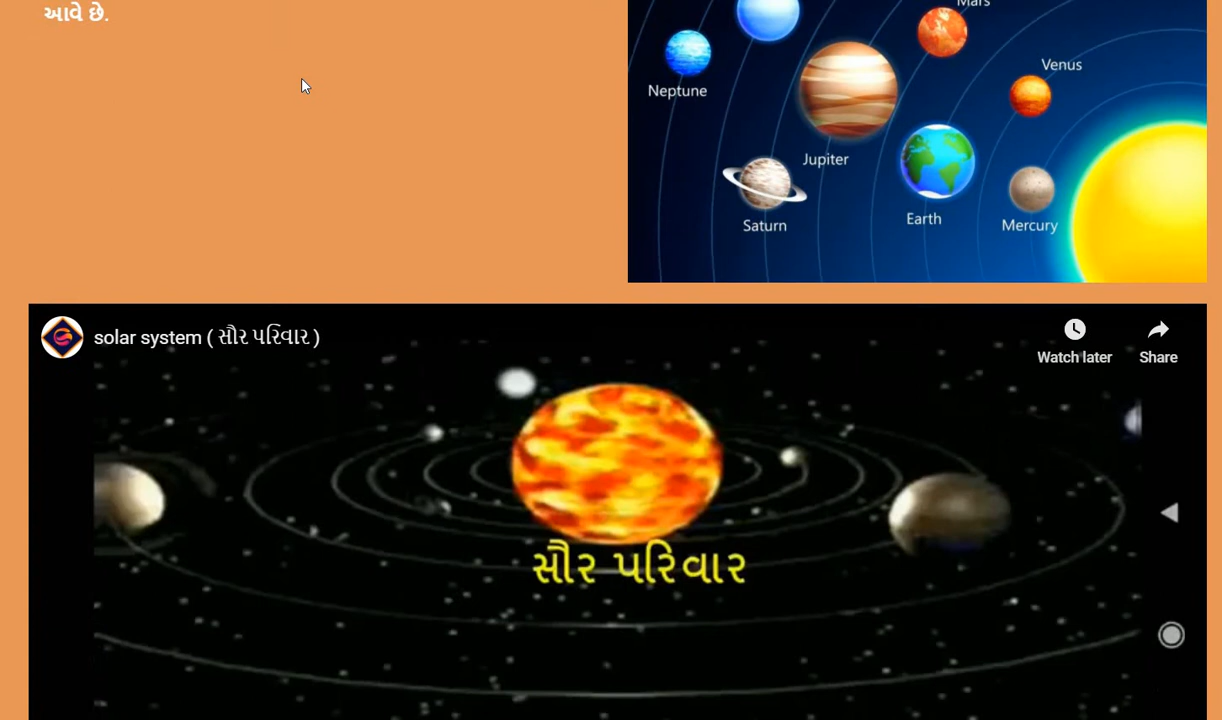 આવે છે.
Mars
Venus
Neptune
Jupiter
Earth
Saturn
Mercury
solar system ( સૌર પરિવાર )
Watch later
Share
સૌર પરિવાર